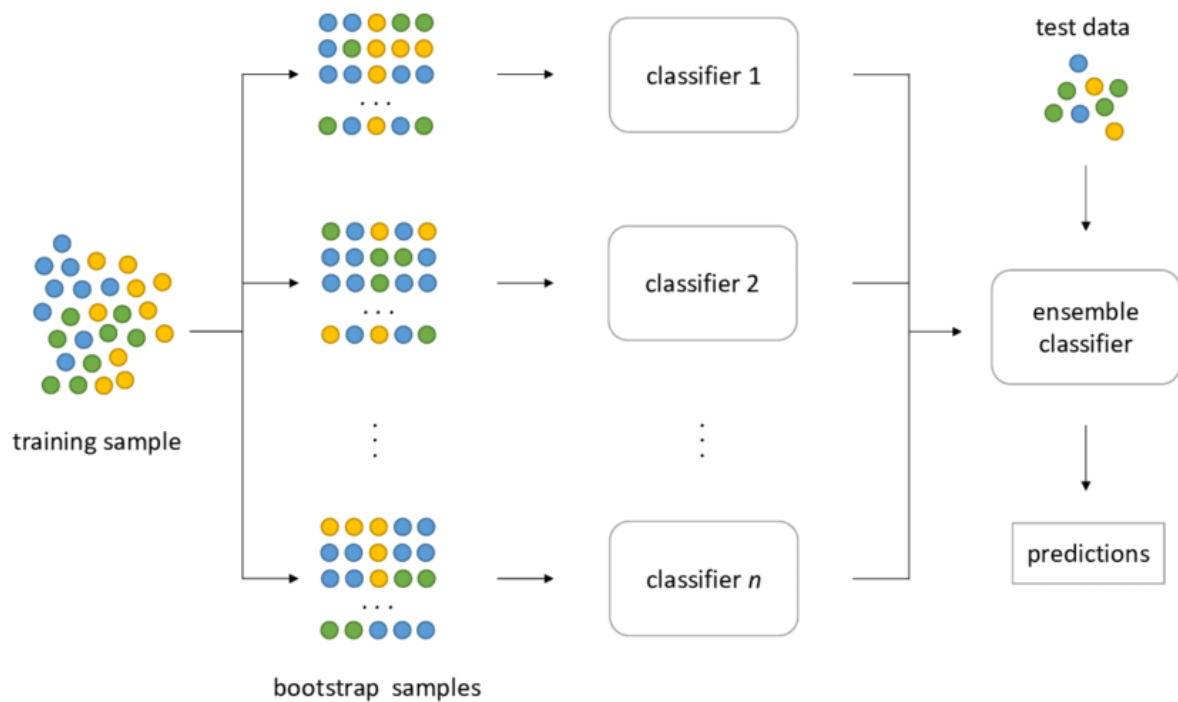 test data
classifier 1
. . .
classifier 2
. . .
ensemble
classifier
training sample
predictions
classifier n
. . .
bootstrap samples